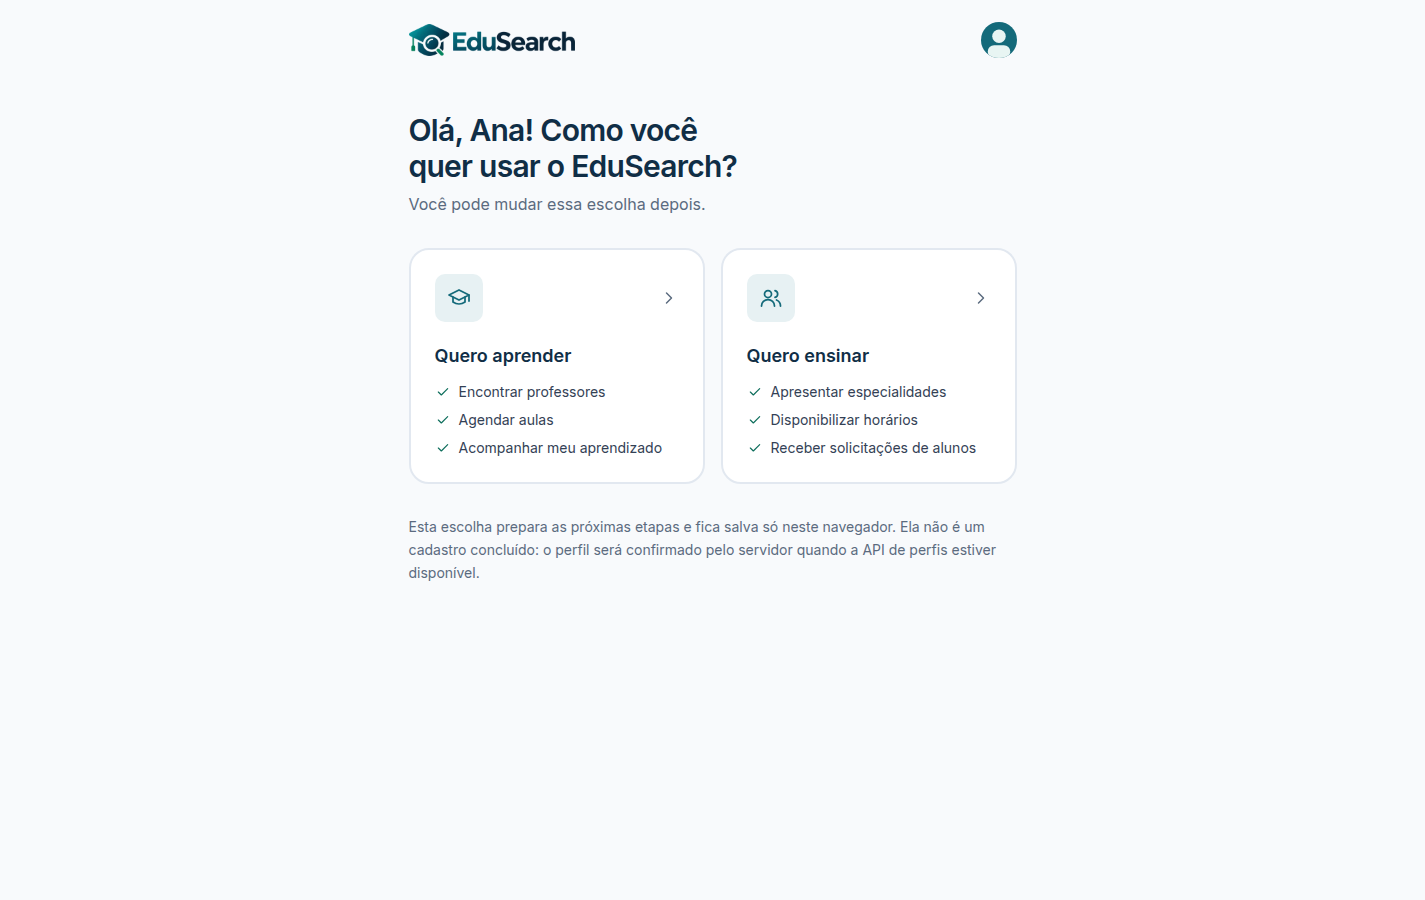 EduSearch
Olá, Ana! Como você
quer usar o EduSearch?
Você pode mudar essa escolha depois.
Quero aprender
Encontrar professores
Agendar aulas
Acompanhar meu aprendizado
Quero ensinar
Apresentar especialidades
Disponibilizar horários
Receber solicitações de alunos
Esta escolha prepara as próximas etapas e fica salva só neste navegador. Ela não é um
cadastro concluído: o perfil será confirmado pelo servidor quando a API de perfis estiver
disponível.